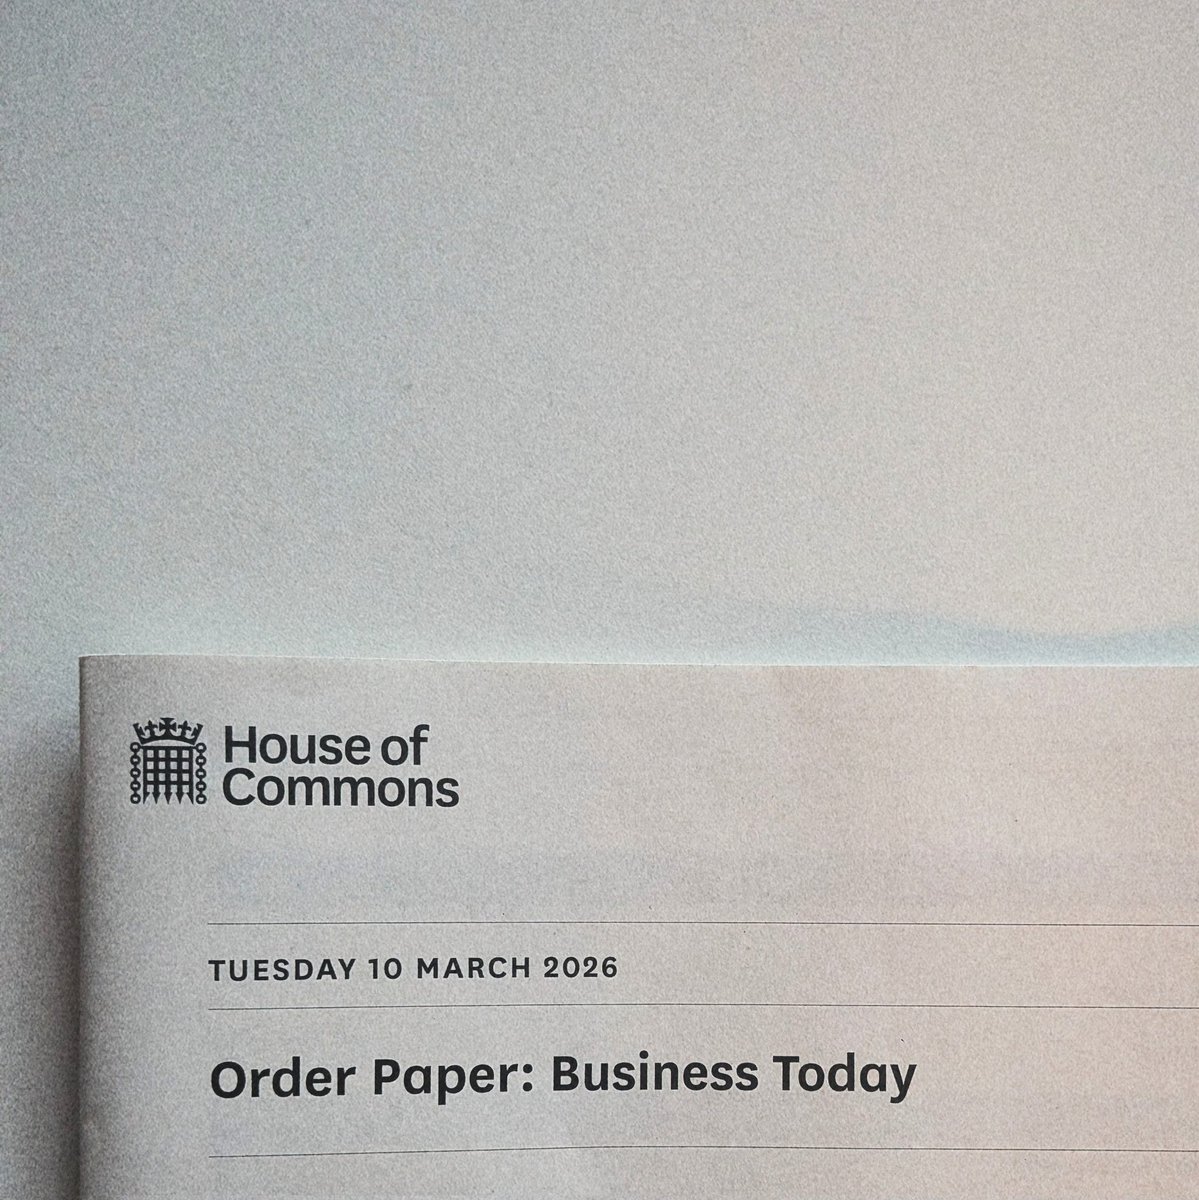 House of
Commons
TUESDAY 10 MARCH 2026
Order Paper: Business Today